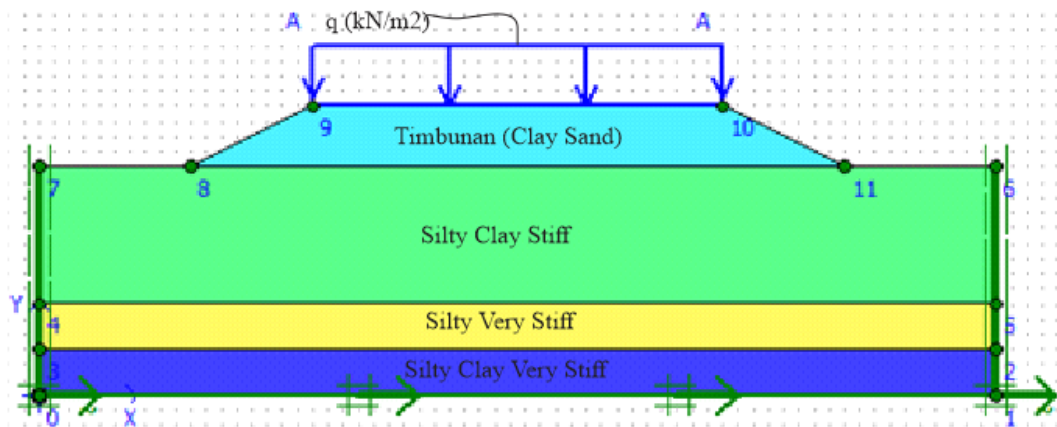 A q (kN/m2) A
9 Timbunan (Clay Sand) 10
7 8 11 6
Silty Clay Stiff
Y
4 Silty Very Stiff 5
3 Silty Clay Very Stiff 2
0 X 1